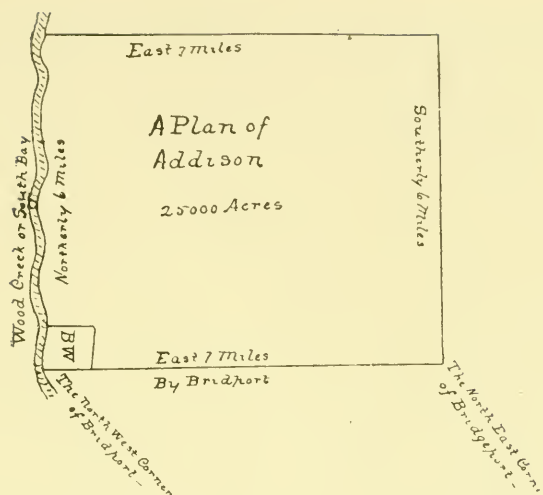 East 7 Miles
A Plan of
Addison
25000 Acres
Wood Creek or South Bay
Northerly 6 Miles
Southerly 6 Miles
BW
East 7 Miles
By Bridport
The North West Corner
of Bridport -
The North East Corne
of Bridgeport -